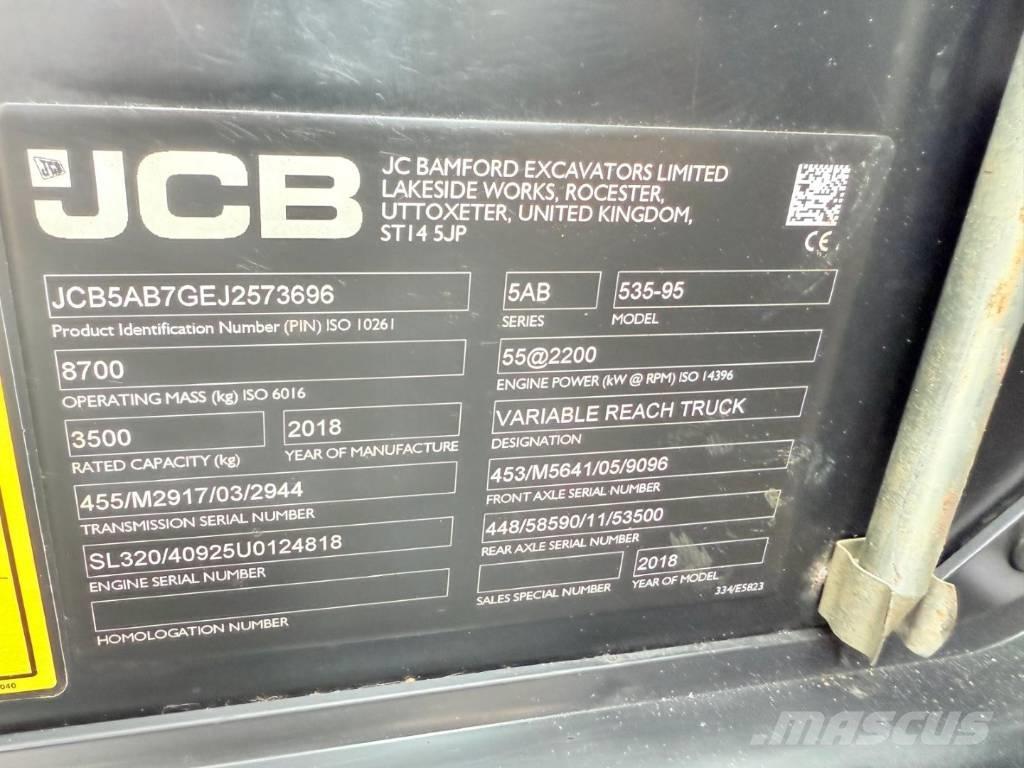 JCB
JCB
JC BAMFORD EXCAVATORS LIMITED
LAKESIDE WORKS, ROCESTER,
UTTOXETER, UNITED KINGDOM,
ST14 5JP
CE
JCB5AB7GEJ2573696
Product Identification Number (PIN) ISO 10261
5AB
SERIES
535-95
MODEL
8700
OPERATING MASS (kg) ISO 6016
55@2200
ENGINE POWER (kW @ RPM) ISO 14396
3500
RATED CAPACITY (kg)
2018
YEAR OF MANUFACTURE
VARIABLE REACH TRUCK
DESIGNATION
455/M2917/03/2944
TRANSMISSION SERIAL NUMBER
453/M5641/05/9096
FRONT AXLE SERIAL NUMBER
SL320/40925U0124818
ENGINE SERIAL NUMBER
448/58590/11/53500
REAR AXLE SERIAL NUMBER
HOMOLOGATION NUMBER
SALES SPECIAL NUMBER
2018
YEAR OF MODEL
334/E5823
040
MASCUS